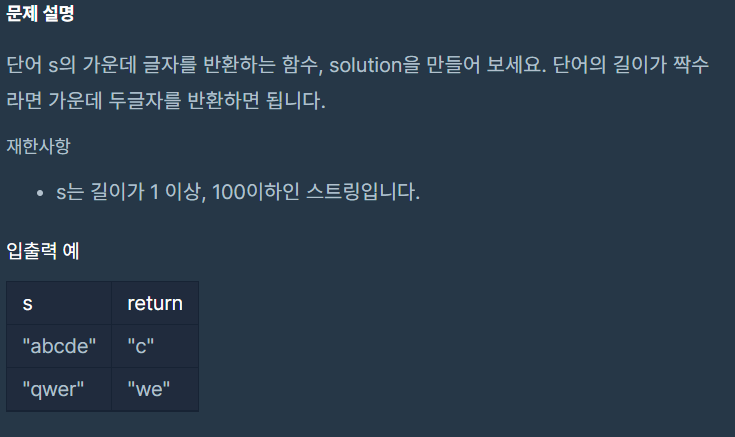 문제 설명
단어 s의 가운데 글자를 반환하는 함수, solution을 만들어 보세요. 단어의 길이가 짝수
라면 가운데 두글자를 반환하면 됩니다.
재한사항
• s는 길이가 1 이상, 100이하인 스트링입니다.
입출력 예
s return
"abcde" "c"
"qwer" "we"